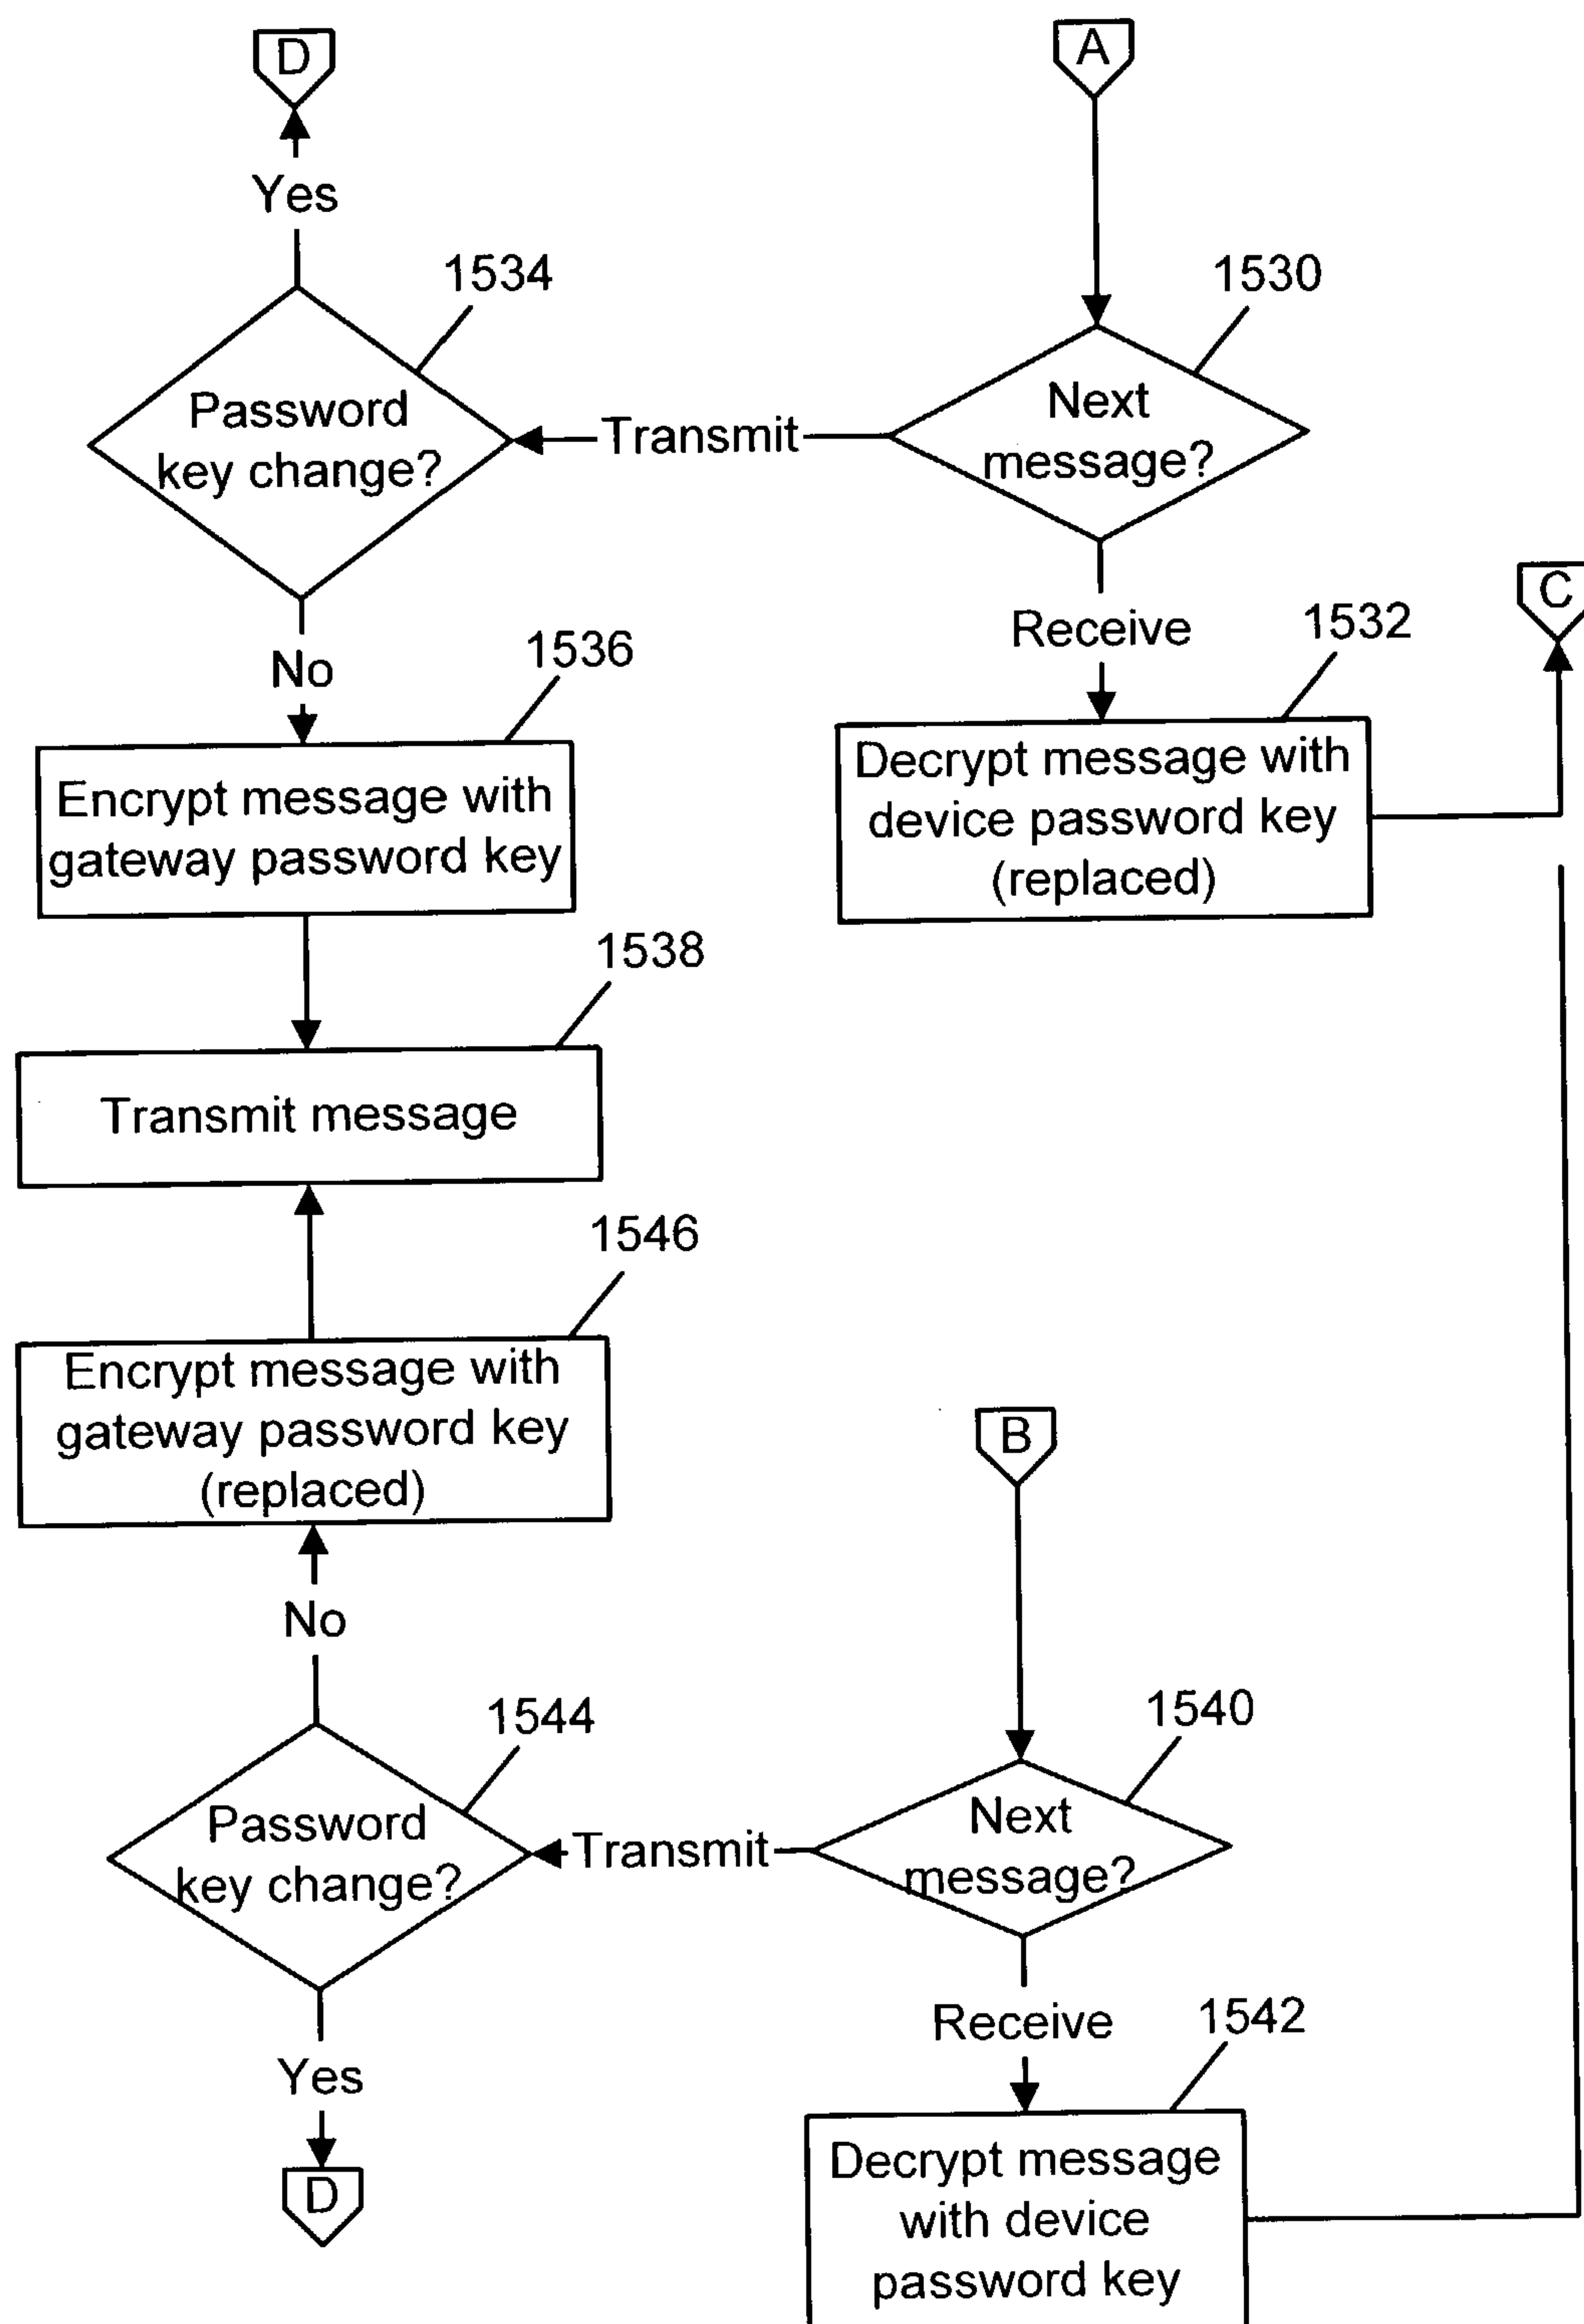 D
A
Yes
1534
1530
Password
key change?
Transmit
Next
message?
C
Receive
1532
No
1536
Encrypt message with
gateway password key
Decrypt message with
device password key
(replaced)
1538
Transmit message
1546
Encrypt message with
gateway password key
(replaced)
B
No
1544
1540
Password
key change?
Transmit
Next
message?
Receive
1542
Yes
D
Decrypt message
with device
password key